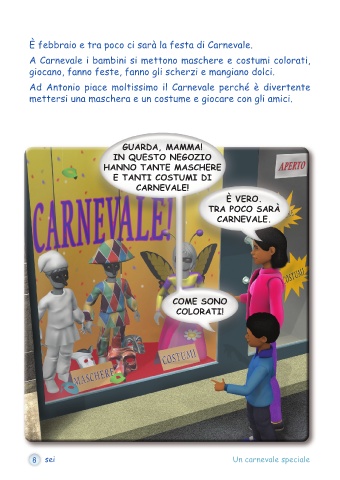 È febbraio e tra poco ci sarà la festa di Carnevale.
A Carnevale i bambini si mettono maschere e costumi colorati,
giocano, fanno feste, fanno gli scherzi e mangiano dolci.
Ad Antonio piace moltissimo il Carnevale perché è divertente
mettersi una maschera e un costume e giocare con gli amici.
GUARDA, MAMMA!
IN QUESTO NEGOZIO
HANNO TANTE MASCHERE
E TANTI COSTUMI DI
CARNEVALE!
APERTO
È VERO.
TRA POCO SARÀ
CARNEVALE.
CARNEVALE!
COSTUMI
COME SONO
COLORATI!
MASCHERE
COSTUMI
8 sei
Un carnevale speciale